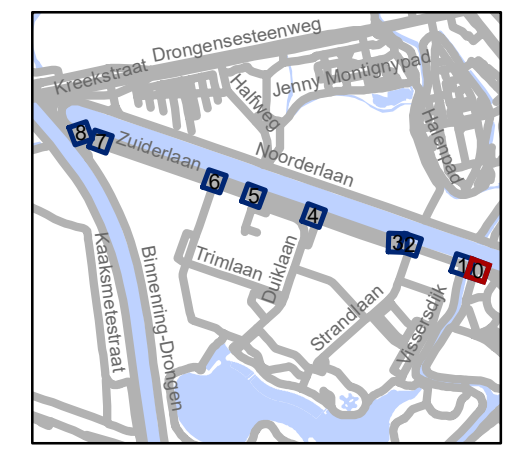 Drongensesteenweg
Kreekstraat
Jenny Montignypad
Halfweg
Halenpad
Noorderlaan
Zuiderlaan
8
7
6
5
4
3
2
1
0
Trimlaan
Duiklaan
Kaaksmetestraat
Binnenring-Drongen
Strandlaan
Vissersdijk